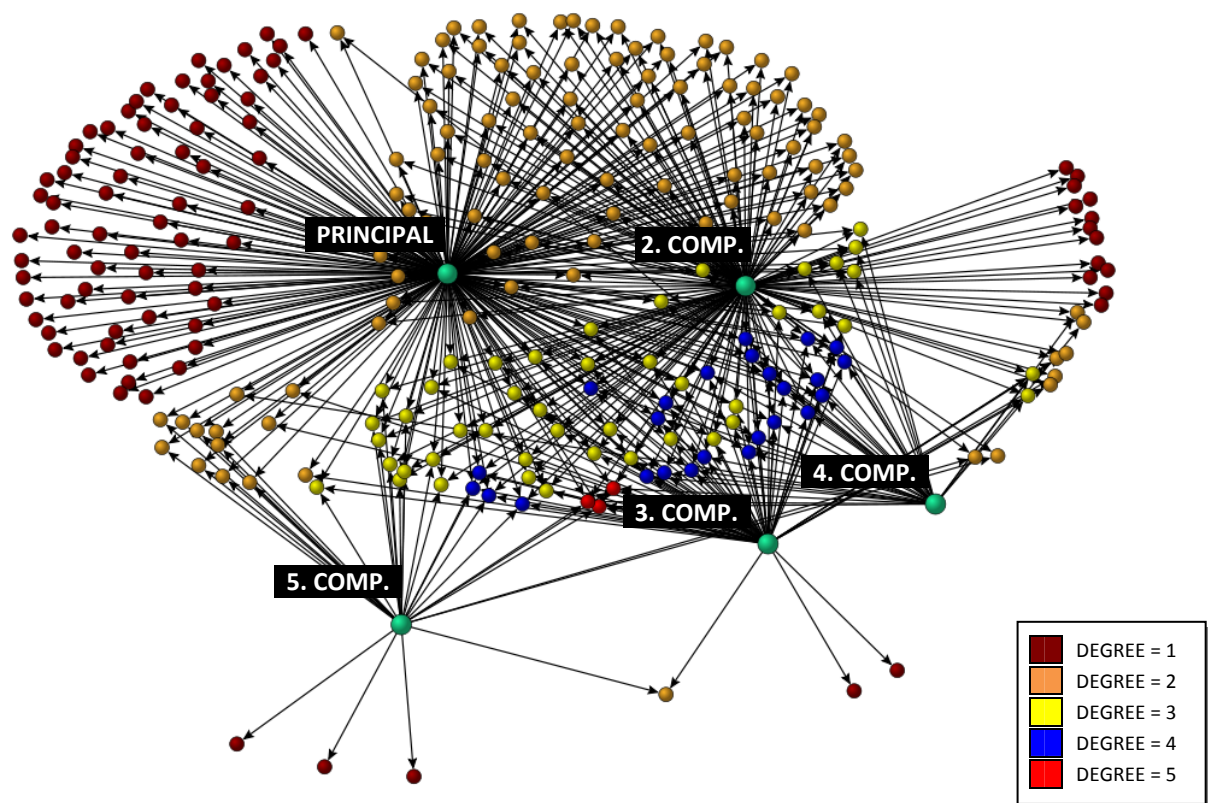 PRINCIPAL
2. COMP.
4. COMP.
3. COMP.
5. COMP.
DEGREE = 1
DEGREE = 2
DEGREE = 3
DEGREE = 4
DEGREE = 5